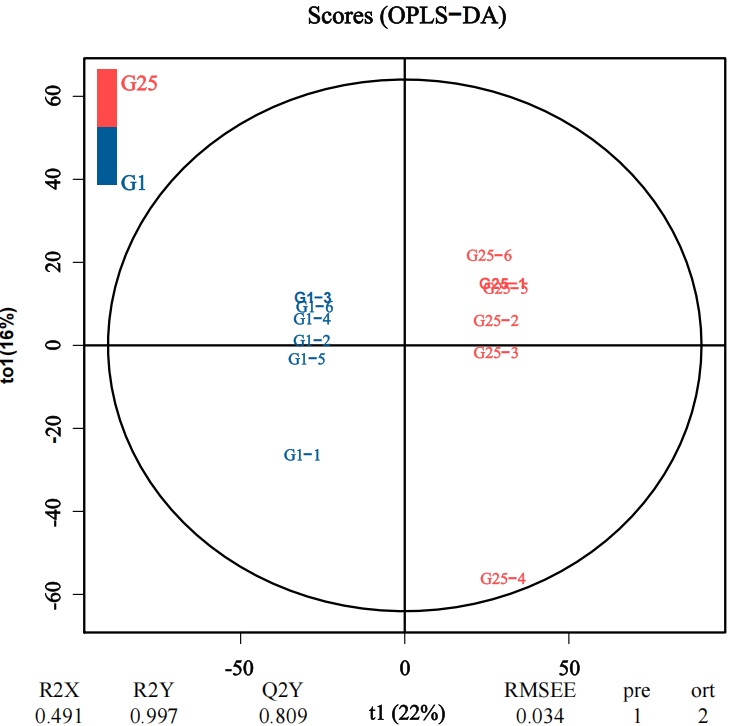 Scores (OPLS−DA)
G25
G1
60
40
20
0
-20
-40
-60
to1(16%)
G25−6
G25−1
G25−5
G25−2
G25−3
G25−4
G1−3
G1−6
G1−4
G1−2
G1−5
G1−1
-50 0 50
R2X R2Y Q2Y RMSEE pre ort
0.491 0.997 0.809 t1 (22%) 0.034 1 2